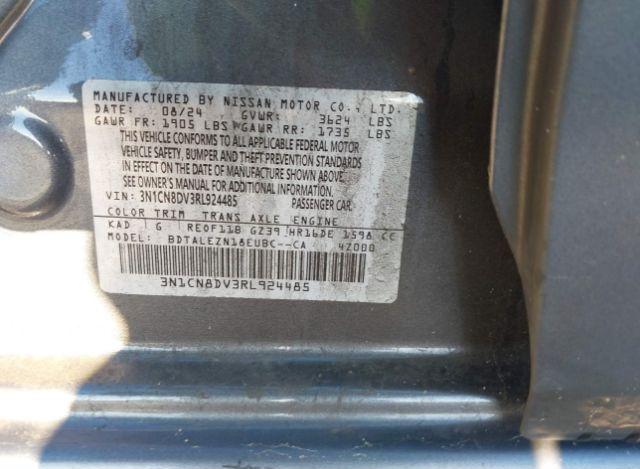 MANUFACTURED BY NISSAN MOTOR CO., LTD.
DATE: 08/24 GVWR: 3624 LBS
GAWR FR: 1905 LBS GAWR RR: 1735 LBS
THIS VEHICLE CONFORMS TO ALL APPLICABLE FEDERAL MOTOR
VEHICLE SAFETY, BUMPER AND THEFT PREVENTION STANDARDS
IN EFFECT ON THE DATE OF MANUFACTURE SHOWN ABOVE.
SEE OWNER'S MANUAL FOR ADDITIONAL INFORMATION.
VIN: 3N1CN8DV3RL924485 PASSENGER CAR
COLOR TRIM TRANS AXLE ENGINE
KAD G RE0F11B GZ39 HR16DE 1598 CC
MODEL: BDTALEZN18EUBC--CA 4Z000
3N1CN8DV3RL924485